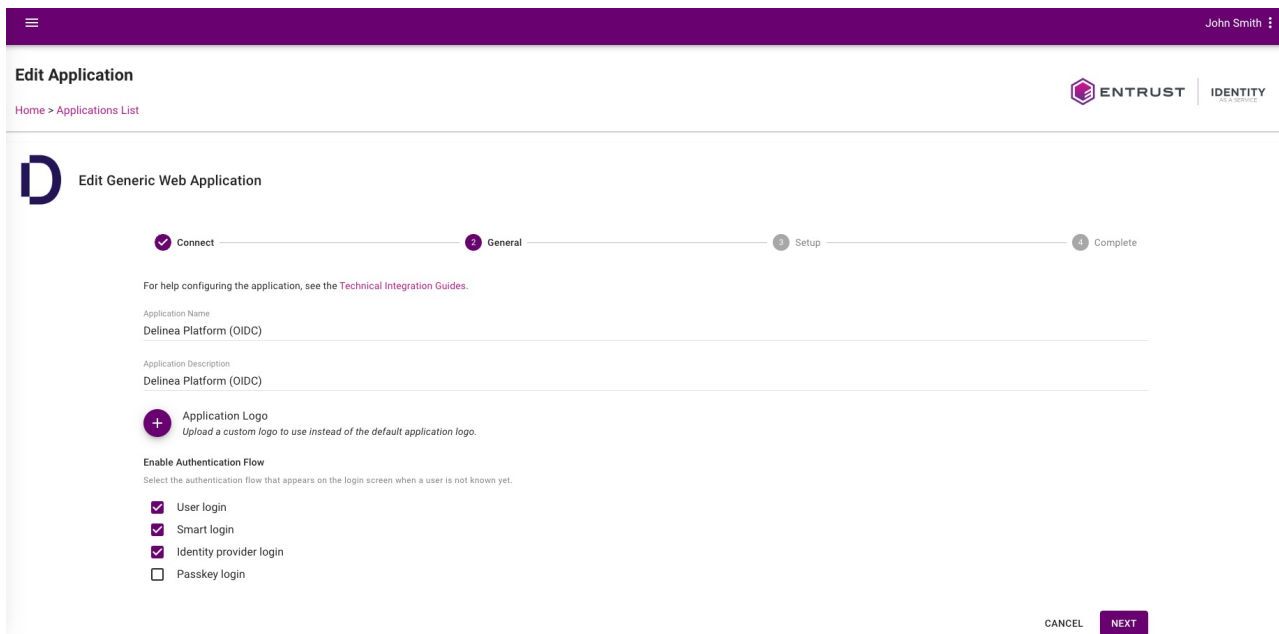 John Smith
Edit Application
Home > Applications List
ENTRUST
IDENTITY
AS A SERVICE
D
Edit Generic Web Application
Connect
2 General
3 Setup
4 Complete
For help configuring the application, see the Technical Integration Guides.
Application Name
Delinea Platform (OIDC)
Application Description
Delinea Platform (OIDC)
Application Logo
Upload a custom logo to use instead of the default application logo.
Enable Authentication Flow
Select the authentication flow that appears on the login screen when a user is not known yet.
User login
Smart login
Identity provider login
Passkey login
CANCEL NEXT